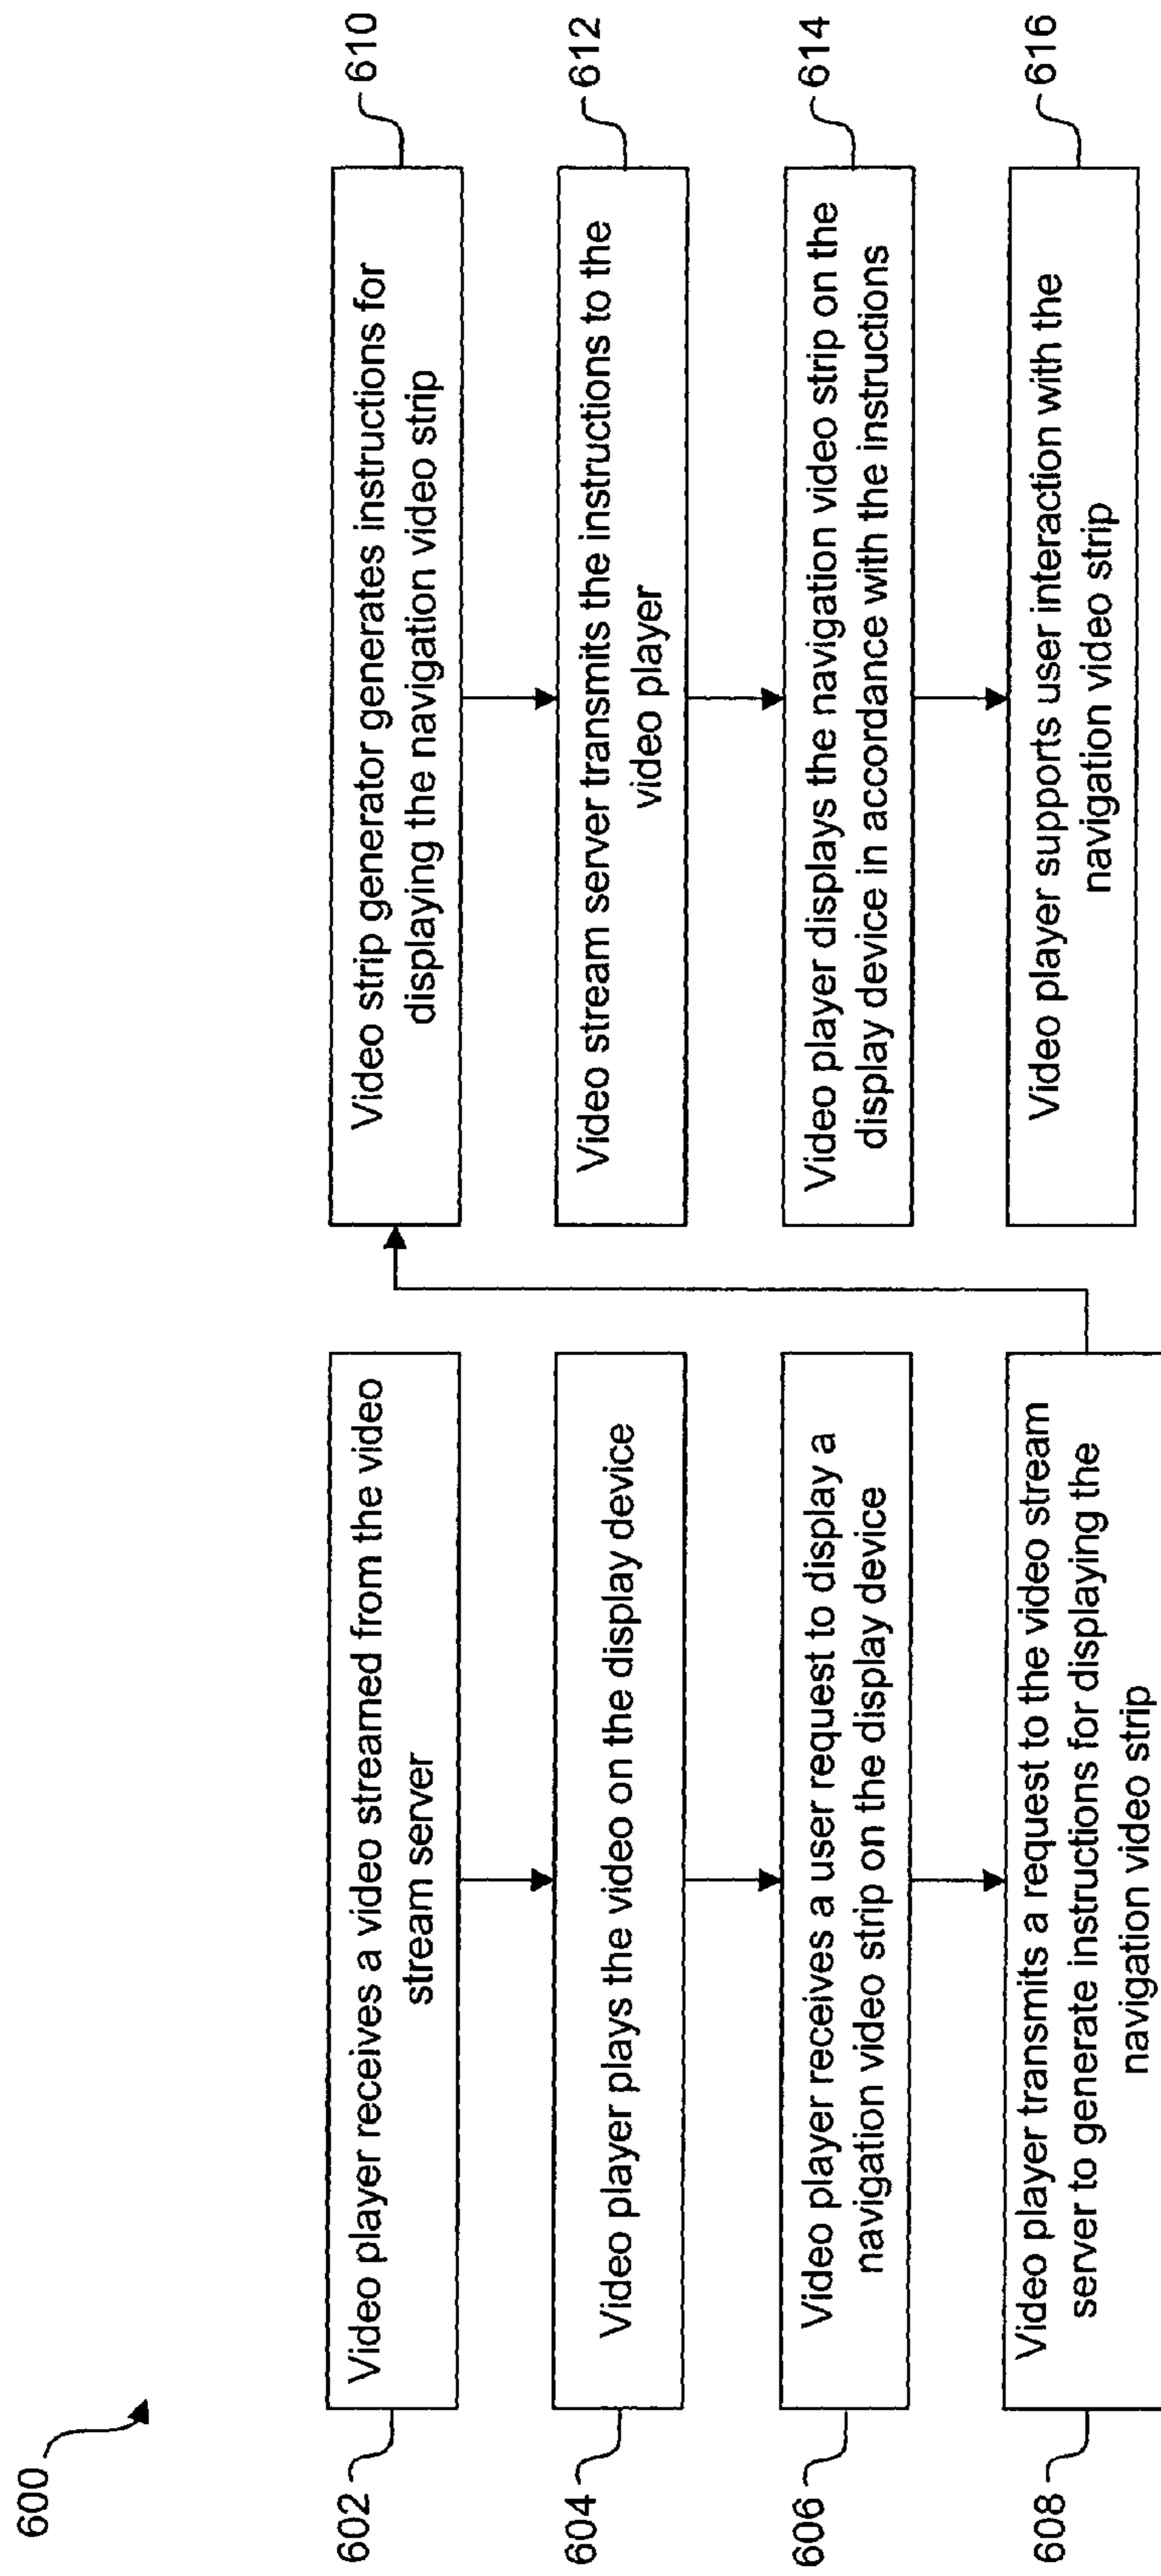 600
602
Video player receives a video streamed from the video
stream server
604
Video player plays the video on the display device
606
Video player receives a user request to display a
navigation video strip on the display device
608
Video player transmits a request to the video stream
server to generate instructions for displaying the
navigation video strip
610
Video strip generator generates instructions for
displaying the navigation video strip
612
Video stream server transmits the instructions to the
video player
614
Video player displays the navigation video strip on the
display device in accordance with the instructions
616
Video player supports user interaction with the
navigation video strip